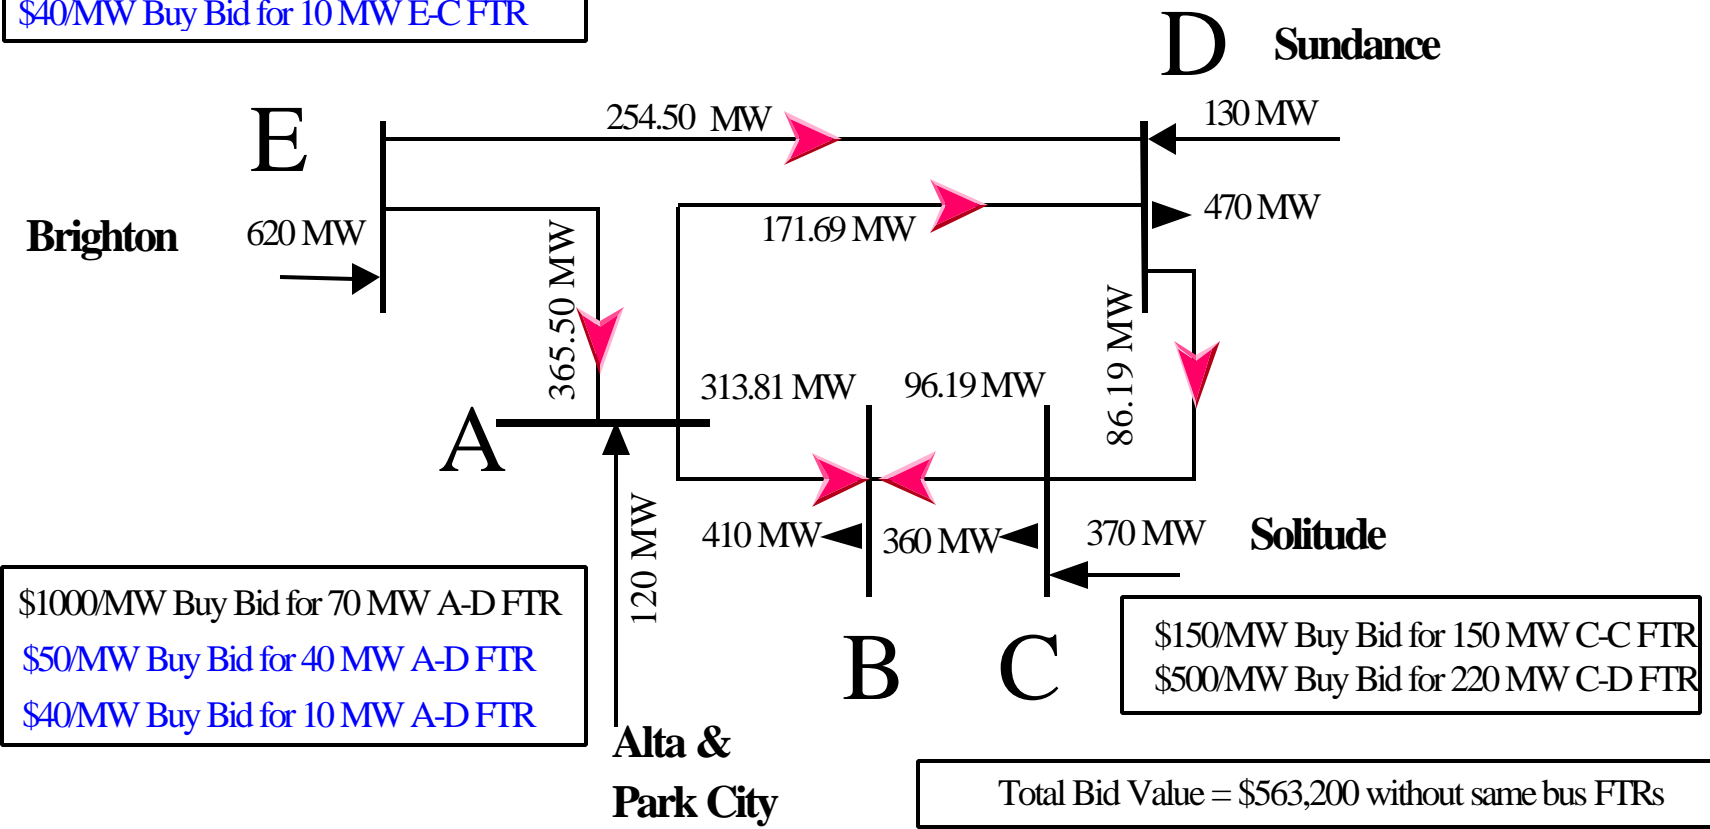 $40/MW Buy Bid for 10 MW E-C FTR
D Sundance
E
254.50 MW
130 MW
Brighton
620 MW
171.69 MW
470 MW
365.50 MW
86.19 MW
313.81 MW
96.19 MW
A
120 MW
410 MW
360 MW
370 MW
Solitude
B
C
$1000/MW Buy Bid for 70 MW A-D FTR
$50/MW Buy Bid for 40 MW A-D FTR
$40/MW Buy Bid for 10 MW A-D FTR
$150/MW Buy Bid for 150 MW C-C FTR
$500/MW Buy Bid for 220 MW C-D FTR
Alta &
Park City
Total Bid Value = $563,200 without same bus FTRs